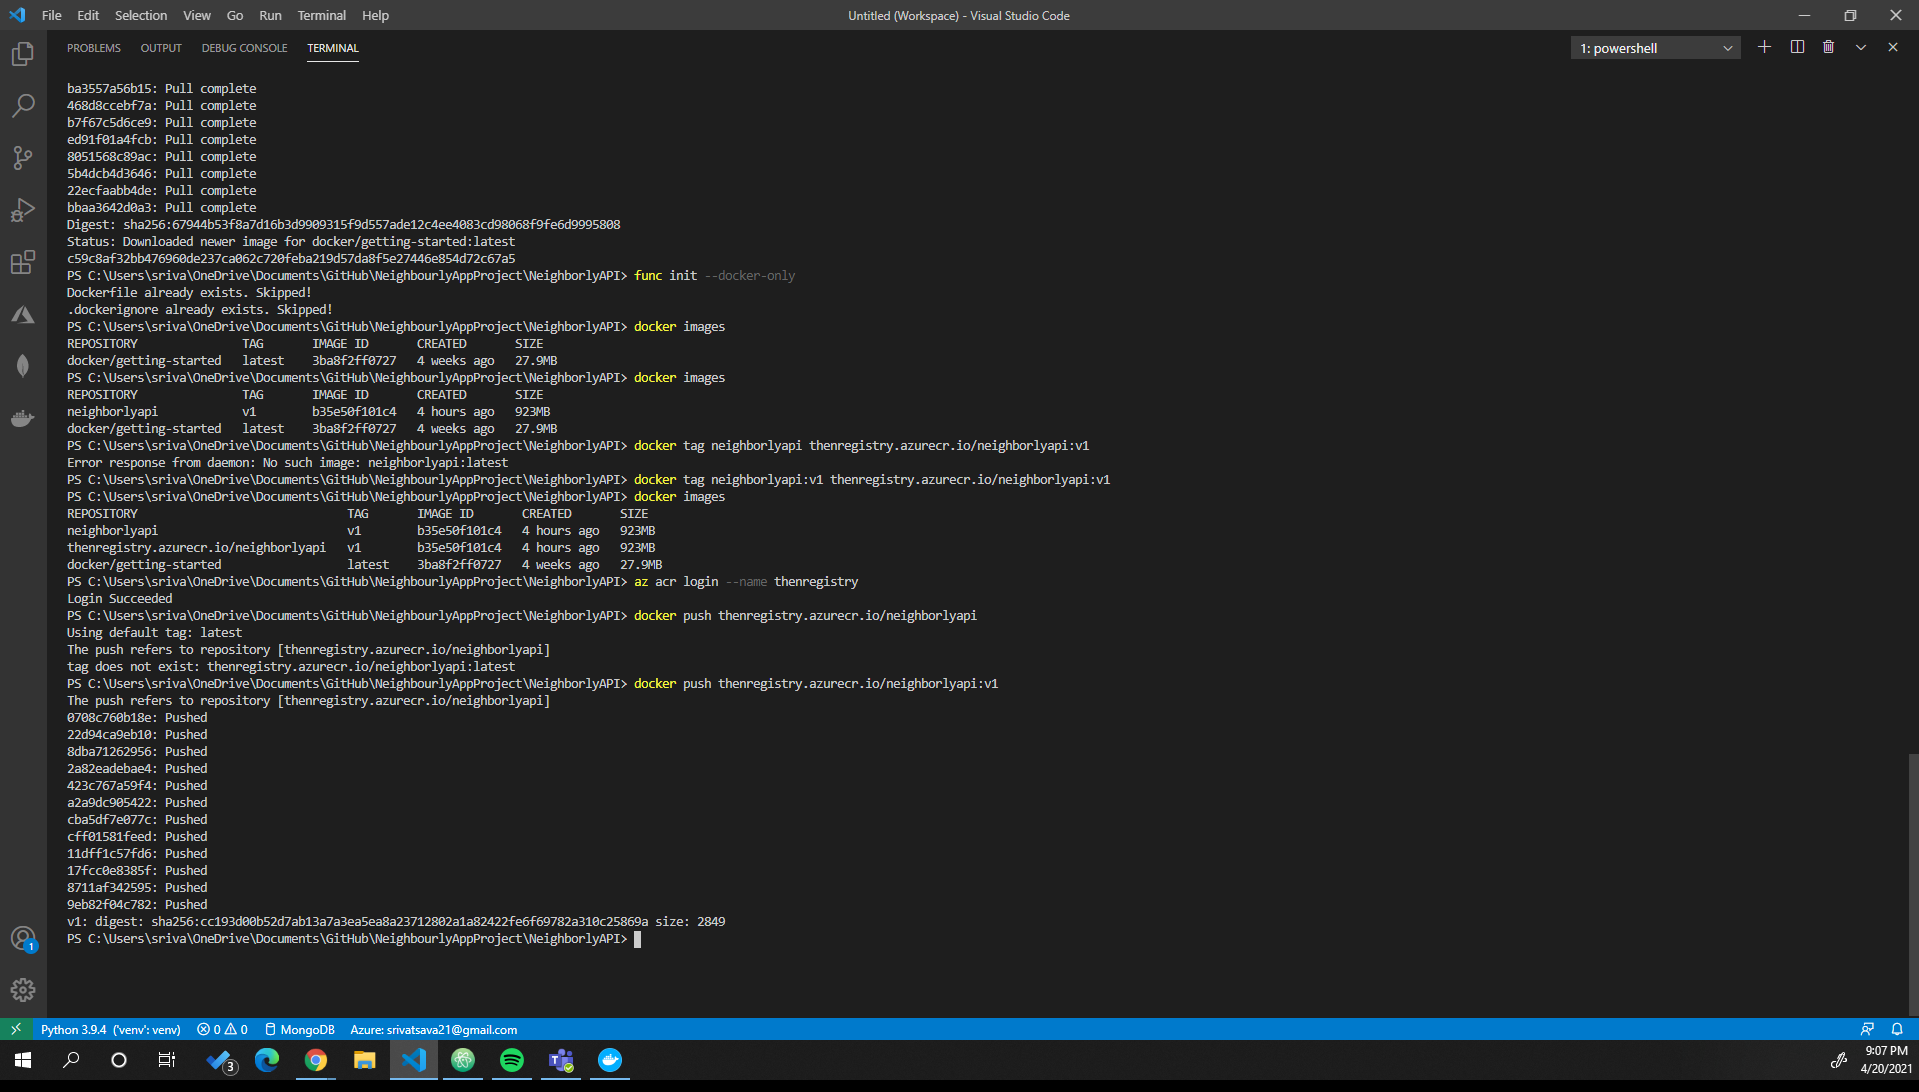 File Edit Selection View Go Run Terminal Help
Untitled (Workspace) - Visual Studio Code
PROBLEMS OUTPUT DEBUG CONSOLE TERMINAL
1: powershell
ba3557a56b15: Pull complete
468d8ccebf7a: Pull complete
b7f67c5d6ce9: Pull complete
ed91f01a4fcb: Pull complete
8051568c89ac: Pull complete
5b4dcb4d3646: Pull complete
22ecfaabb4de: Pull complete
bbaa3642d0a3: Pull complete
Digest: sha256:67944b53f8a7d16b3d9909315f9d557ade12c4ee4083cd98068f9fe6d9995808
Status: Downloaded newer image for docker/getting-started:latest
c59c8af32bb476960de237ca062c720feba219d57da8f5e27446e854d72c67a5
PS C:\Users\sriva\OneDrive\Documents\GitHub\NeighbourlyAppProject\NeighborlyAPI> func init --docker-only
Dockerfile already exists. Skipped!
.dockerignore already exists. Skipped!
PS C:\Users\sriva\OneDrive\Documents\GitHub\NeighbourlyAppProject\NeighborlyAPI> docker images
REPOSITORY TAG IMAGE ID CREATED SIZE
docker/getting-started latest 3ba8f2ff0727 4 weeks ago 27.9MB
PS C:\Users\sriva\OneDrive\Documents\GitHub\NeighbourlyAppProject\NeighborlyAPI> docker images
REPOSITORY TAG IMAGE ID CREATED SIZE
neighborlyapi v1 b35e50f101c4 4 hours ago 923MB
docker/getting-started latest 3ba8f2ff0727 4 weeks ago 27.9MB
PS C:\Users\sriva\OneDrive\Documents\GitHub\NeighbourlyAppProject\NeighborlyAPI> docker tag neighborlyapi thenregistry.azurecr.io/neighborlyapi:v1
Error response from daemon: No such image: neighborlyapi:latest
PS C:\Users\sriva\OneDrive\Documents\GitHub\NeighbourlyAppProject\NeighborlyAPI> docker tag neighborlyapi:v1 thenregistry.azurecr.io/neighborlyapi:v1
PS C:\Users\sriva\OneDrive\Documents\GitHub\NeighbourlyAppProject\NeighborlyAPI> docker images
REPOSITORY TAG IMAGE ID CREATED SIZE
neighborlyapi v1 b35e50f101c4 4 hours ago 923MB
thenregistry.azurecr.io/neighborlyapi v1 b35e50f101c4 4 hours ago 923MB
docker/getting-started latest 3ba8f2ff0727 4 weeks ago 27.9MB
PS C:\Users\sriva\OneDrive\Documents\GitHub\NeighbourlyAppProject\NeighborlyAPI> az acr login --name thenregistry
Login Succeeded
PS C:\Users\sriva\OneDrive\Documents\GitHub\NeighbourlyAppProject\NeighborlyAPI> docker push thenregistry.azurecr.io/neighborlyapi
Using default tag: latest
The push refers to repository [thenregistry.azurecr.io/neighborlyapi]
tag does not exist: thenregistry.azurecr.io/neighborlyapi:latest
PS C:\Users\sriva\OneDrive\Documents\GitHub\NeighbourlyAppProject\NeighborlyAPI> docker push thenregistry.azurecr.io/neighborlyapi:v1
The push refers to repository [thenregistry.azurecr.io/neighborlyapi]
0708c760b18e: Pushed
22d94ca9eb10: Pushed
8dba71262956: Pushed
2a82eadebae4: Pushed
423c767a59f4: Pushed
a2a9dc905422: Pushed
cba5df7e077c: Pushed
cff01581feed: Pushed
11dff1c57fd6: Pushed
17fcc0e8385f: Pushed
8711af342595: Pushed
9eb82f04c782: Pushed
v1: digest: sha256:cc193d00b52d7ab13a7a3ea5ea8a23712802a1a82422fe6f69782a310c25869a size: 2849
PS C:\Users\sriva\OneDrive\Documents\GitHub\NeighbourlyAppProject\NeighborlyAPI>
1
Python 3.9.4 ('venv': venv) 0 0 MongoDB Azure: srivatsava21@gmail.com
3
9:07 PM
4/20/2021